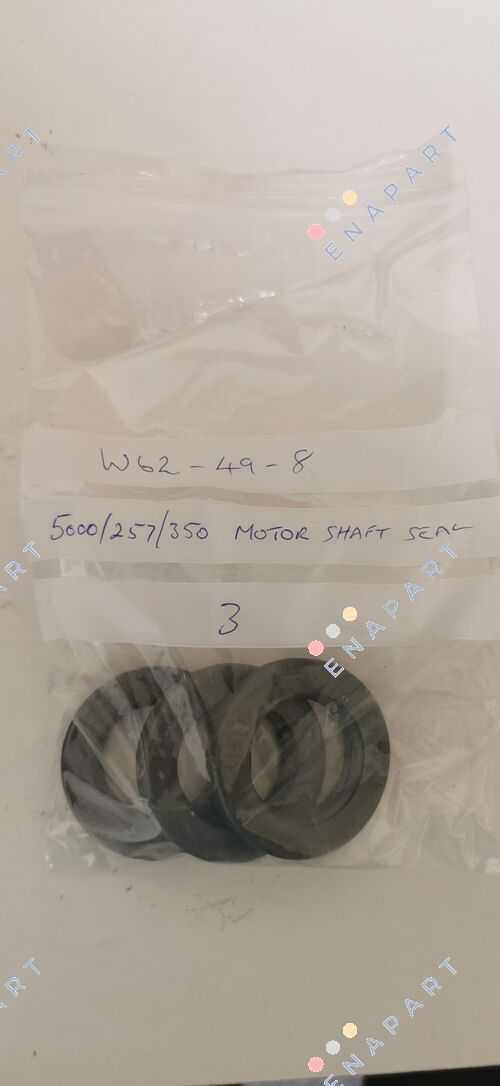 ENAPART
W62-49-8
5000/257/350 MOTOR SHAFT SEAL
3
ENAPART
ENAPART